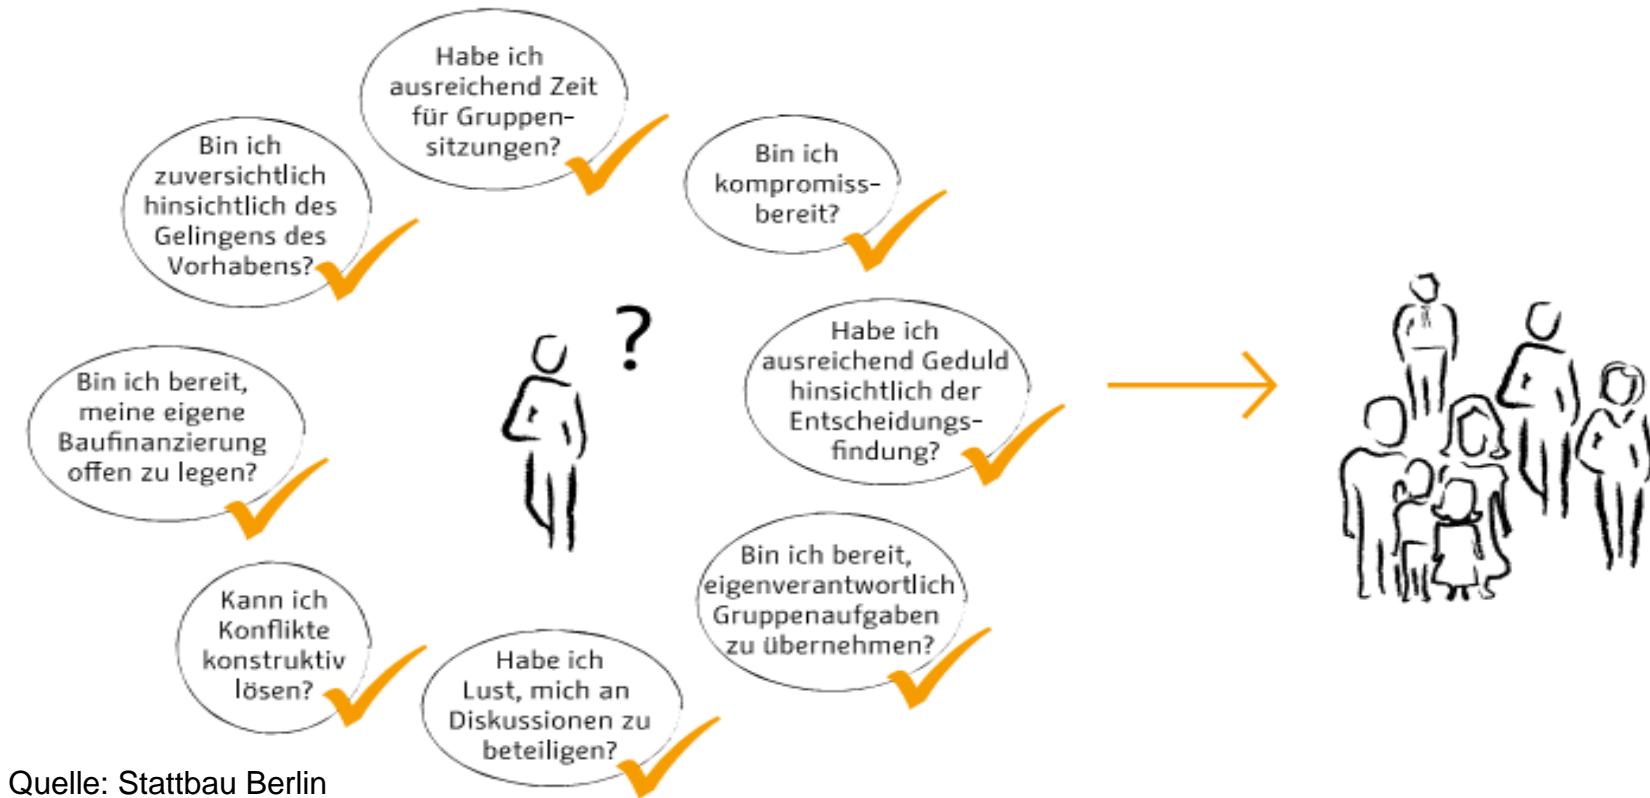 Habe ich
ausreichend Zeit
für Gruppen-
sitzungen?
Bin ich
kompromiss-
bereit?
Habe ich
ausreichend Geduld
hinsichtlich der
Entscheidungs-
findung?
Bin ich bereit,
eigenverantwortlich
Gruppenaufgaben
zu übernehmen?
Habe ich
Lust, mich an
Diskussionen zu
beteiligen?
Kann ich
Konflikte
konstruktiv
lösen?
Bin ich bereit,
meine eigene
Baufinanzierung
offen zu legen?
Bin ich
zuversichtlich
hinsichtlich des
Gelingens des
Vorhabens?
?
Quelle: Stattbau Berlin